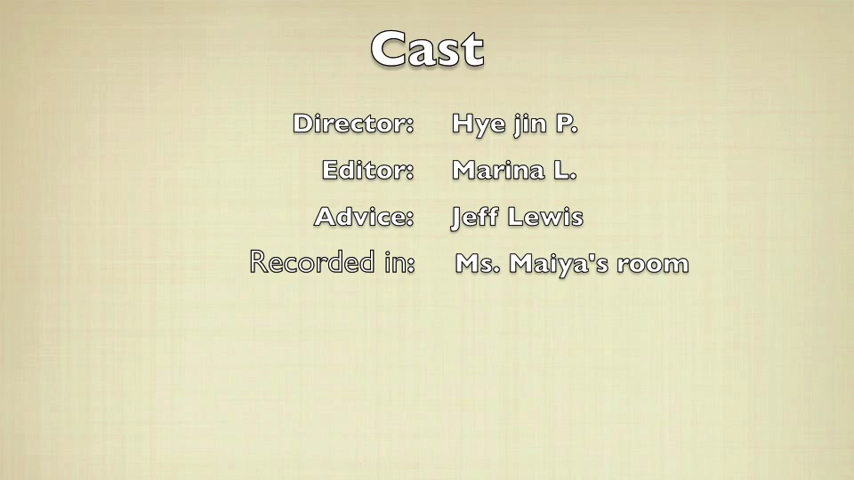 Cast
Director: Hye jin P.
Editor: Marina L.
Advice: Jeff Lewis
Recorded in: Ms. Maiya's room